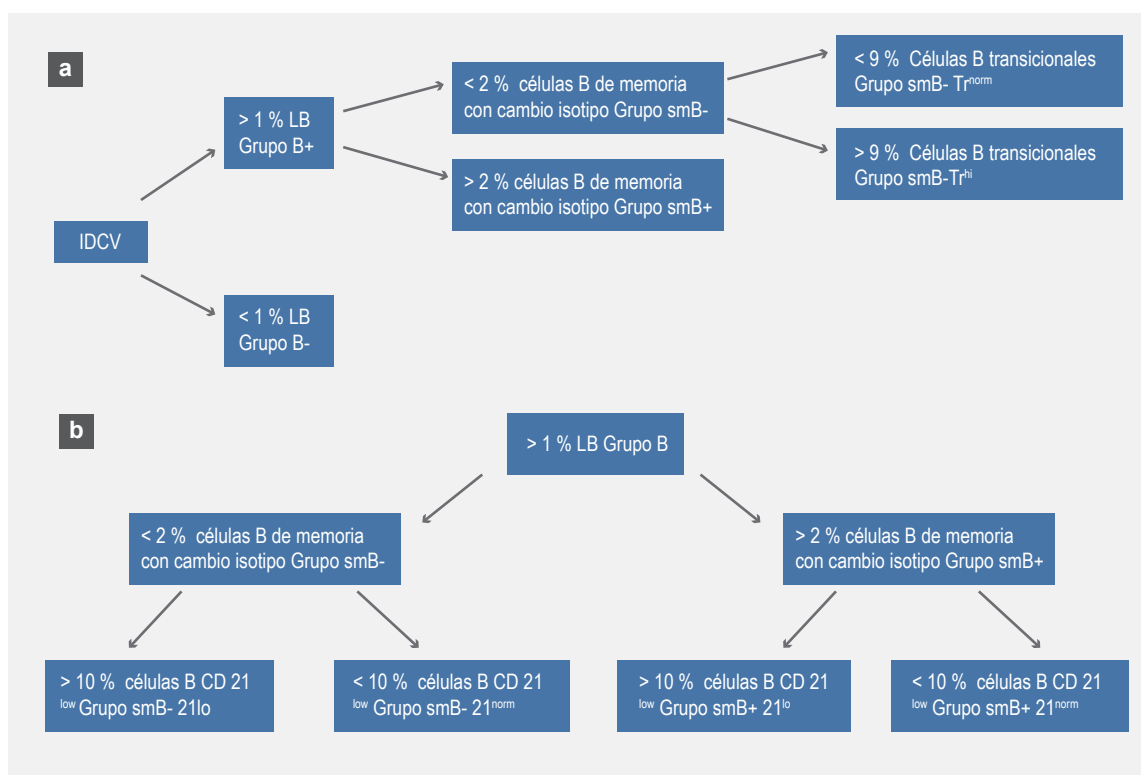 a
IDCV
> 1 % LB
Grupo B+
< 1 % LB
Grupo B-
< 2 % células B de memoria
con cambio isotipo Grupo smB-
> 2 % células B de memoria
con cambio isotipo Grupo smB+
< 9 % Células B transicionales
Grupo smB- Trnorm
> 9 % Células B transicionales
Grupo smB-Trhi
b
> 1 % LB Grupo B
< 2 % células B de memoria
con cambio isotipo Grupo smB-
> 2 % células B de memoria
con cambio isotipo Grupo smB+
> 10 % células B CD 21
low Grupo smB- 21lo
< 10 % células B CD 21
low Grupo smB- 21norm
> 10 % células B CD 21
low Grupo smB+ 21lo
< 10 % células B CD 21
low Grupo smB+ 21norm